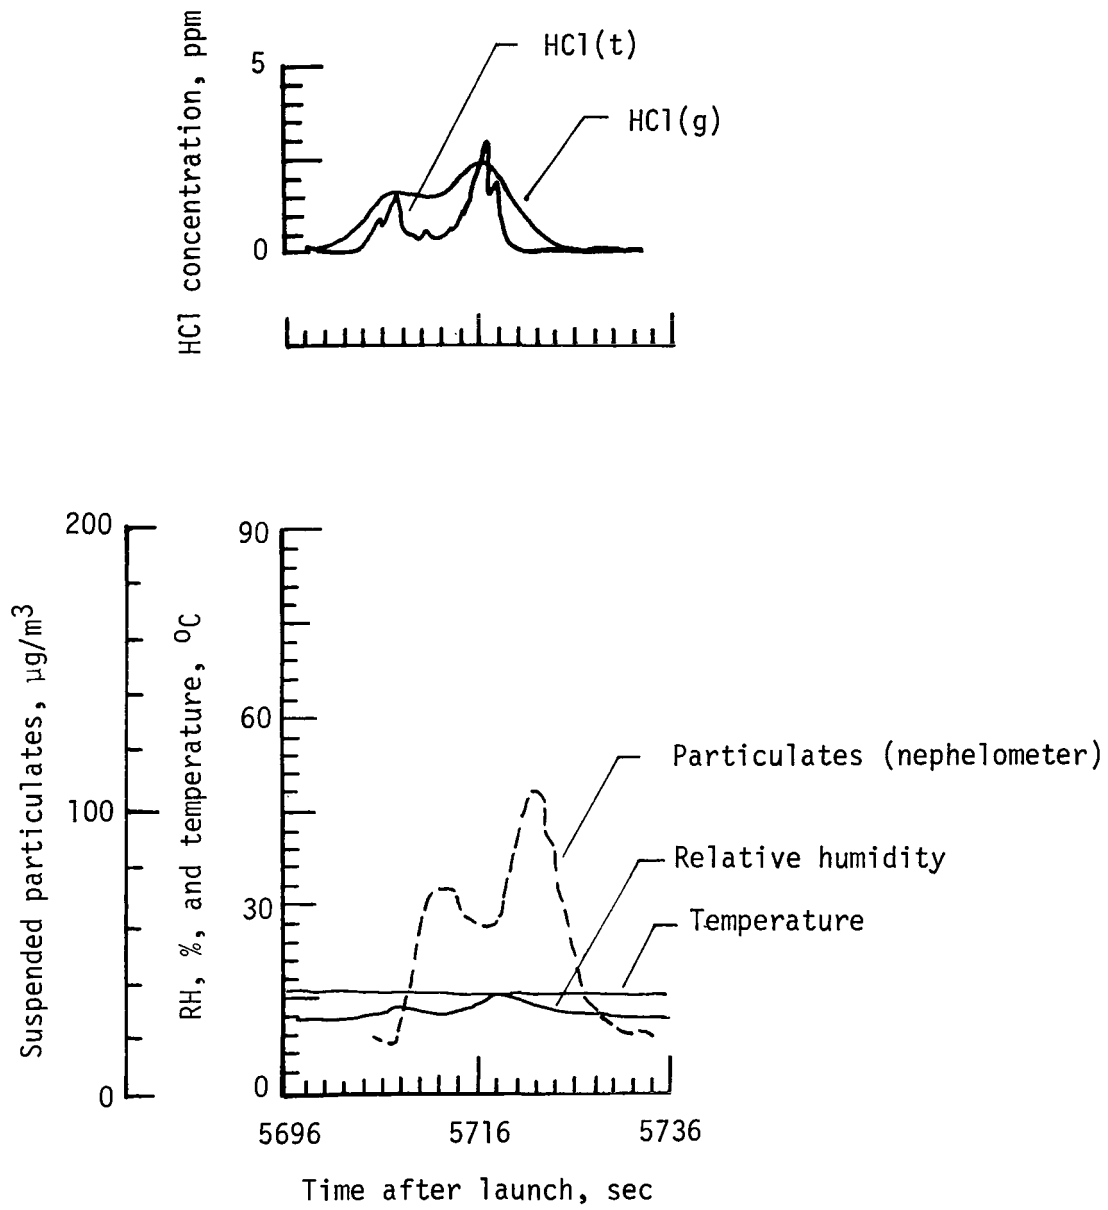 HCl concentration, ppm
5
0
HCl(t)
HCl(g)
Suspended particulates, µg/m³
200
100
0
RH, %, and temperature, °C
90
60
30
0
Particulates (nephelometer)
Relative humidity
Temperature
5696 5716 5736
Time after launch, sec